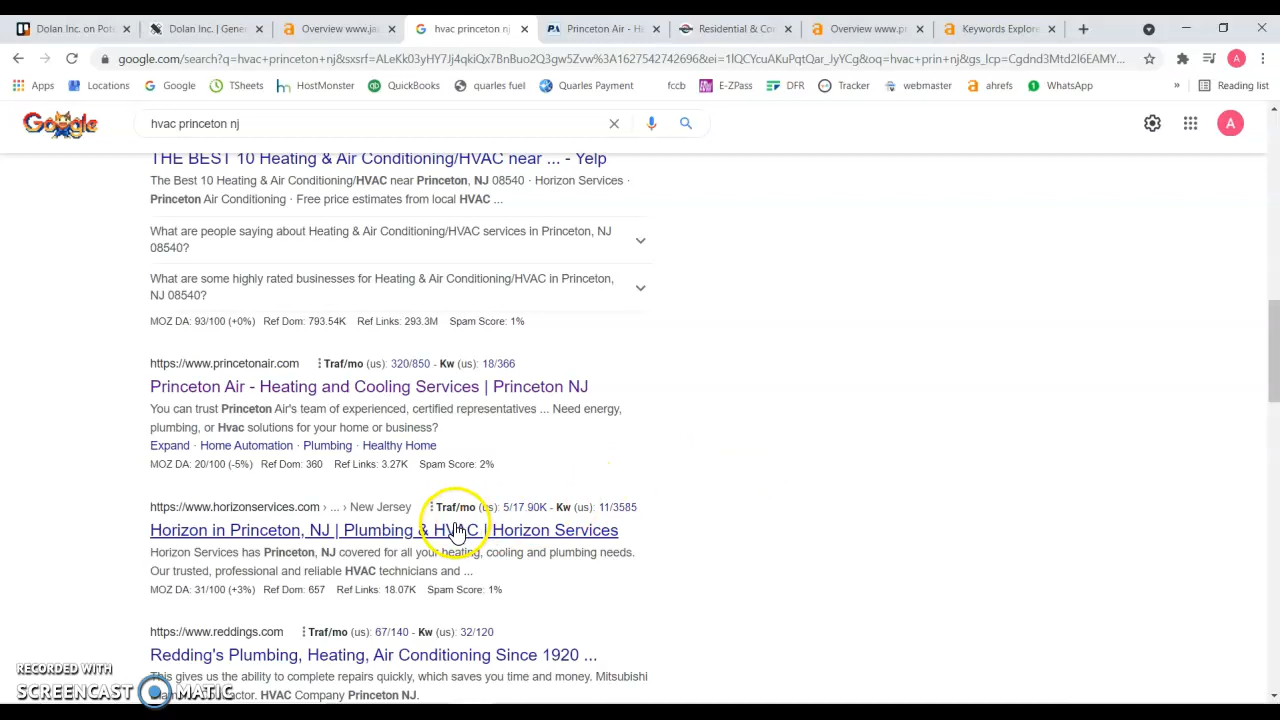 Dolan Inc. on Pot
Dolan Inc. | Gene
Overview www.ja
hvac princeton nj
Princeton Air - H
Residential & Co
Overview www.p
Keywords Explore
google.com/search?q=hvac+princeton+nj&
Apps
Locations
Google
TSheets
HostMonster
QuickBooks
quarles fuel
Quarles Payment
fccb
E-ZPass
DFR
Tracker
webmaster
ahrefs
WhatsApp
»
Reading list
Google
hvac princeton nj
A
THE BEST 10 Heating & Air Conditioning/HVAC near ... - Yelp
The Best 10 Heating & Air Conditioning/HVAC near Princeton, NJ 08540 · Horizon Services ·
Princeton Air Conditioning · Free price estimates from local HVAC ...
What are people saying about Heating & Air Conditioning/HVAC services in Princeton, NJ
08540?
What are some highly rated businesses for Heating & Air Conditioning/HVAC in Princeton,
NJ 08540?
MOZ DA: 93/100 (+0%) Ref Dom: 793.54K Ref Links: 293.3M Spam Score: 1%
https://www.princetonair.com Traf/mo (us): 320/850 - Kw (us): 18/366
Princeton Air - Heating and Cooling Services | Princeton NJ
You can trust Princeton Air's team of experienced, certified representatives ... Need energy,
plumbing, or Hvac solutions for your home or business?
Expand · Home Automation · Plumbing · Healthy Home
MOZ DA: 20/100 (-5%) Ref Dom: 360 Ref Links: 3.27K Spam Score: 2%
https://www.horizonservices.com › ... › New Jersey Traf/mo (us): 5/17.90K - Kw (us): 11/3585
Horizon in Princeton, NJ | Plumbing & HVAC | Horizon Services
Horizon Services has Princeton, NJ covered for all your heating, cooling and plumbing needs.
Our trusted, professional and reliable HVAC technicians and ...
MOZ DA: 31/100 (+3%) Ref Dom: 657 Ref Links: 18.07K Spam Score: 1%
https://www.reddings.com Traf/mo (us): 67/140 - Kw (us): 32/120
Redding's Plumbing, Heating, Air Conditioning Since 1920 ...
This gives us the ability to complete repairs quickly, which saves you time and money. Mitsubishi
HVAC Company Princeton NJ.
RECORDED WITH
SCREENCAST MATIC